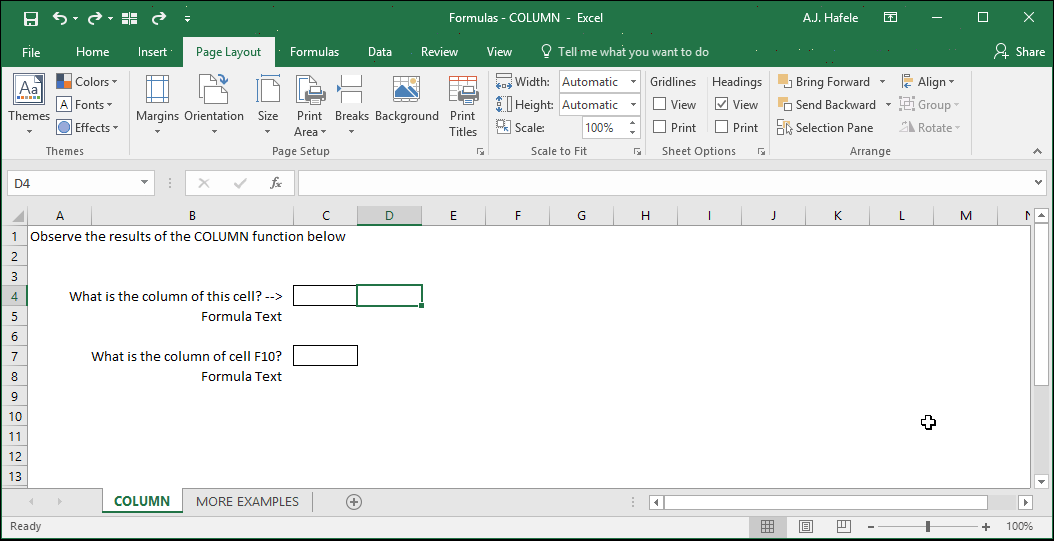 Formulas - COLUMN - Excel
A.J. Hafele
File Home Insert Page Layout Formulas Data Review View Tell me what you want to do Share
Themes
Colors
Fonts
Effects
Themes
Margins
Orientation
Size
Print Area
Breaks
Background
Print Titles
Page Setup
Width: Automatic
Height: Automatic
Scale: 100%
Scale to Fit
Gridlines
View
Print
Headings
View
Print
Sheet Options
Bring Forward
Send Backward
Selection Pane
Align
Group
Rotate
Arrange
D4
fx
A B C D E F G H I J K L M N
1 Observe the results of the COLUMN function below
2
3
4 What is the column of this cell? -->
5 Formula Text
6
7 What is the column of cell F10?
8 Formula Text
9
10
11
12
13
COLUMN MORE EXAMPLES
Ready
100%